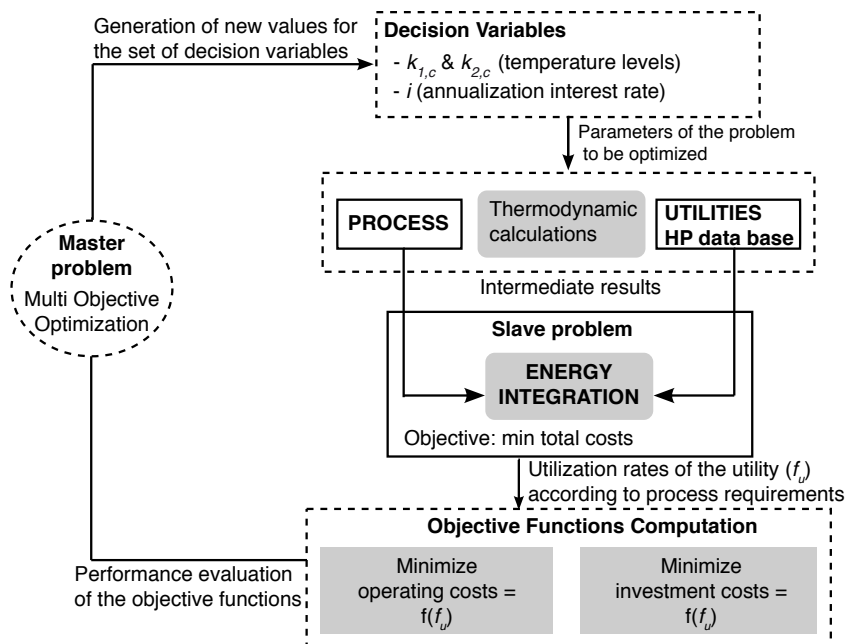 Generation of new values for
the set of decision variables
Decision Variables
- k1,c & k2,c (temperature levels)
- i (annualization interest rate)
Parameters of the problem
to be optimized
PROCESS
Thermodynamic
calculations
UTILITIES
HP data base
Intermediate results
Master
problem
Multi Objective
Optimization
Slave problem
ENERGY
INTEGRATION
Objective: min total costs
Utilization rates of the utility (fu)
according to process requirements
Objective Functions Computation
Minimize
operating costs =
f(fu)
Minimize
investment costs =
f(fu)
Performance evaluation
of the objective functions